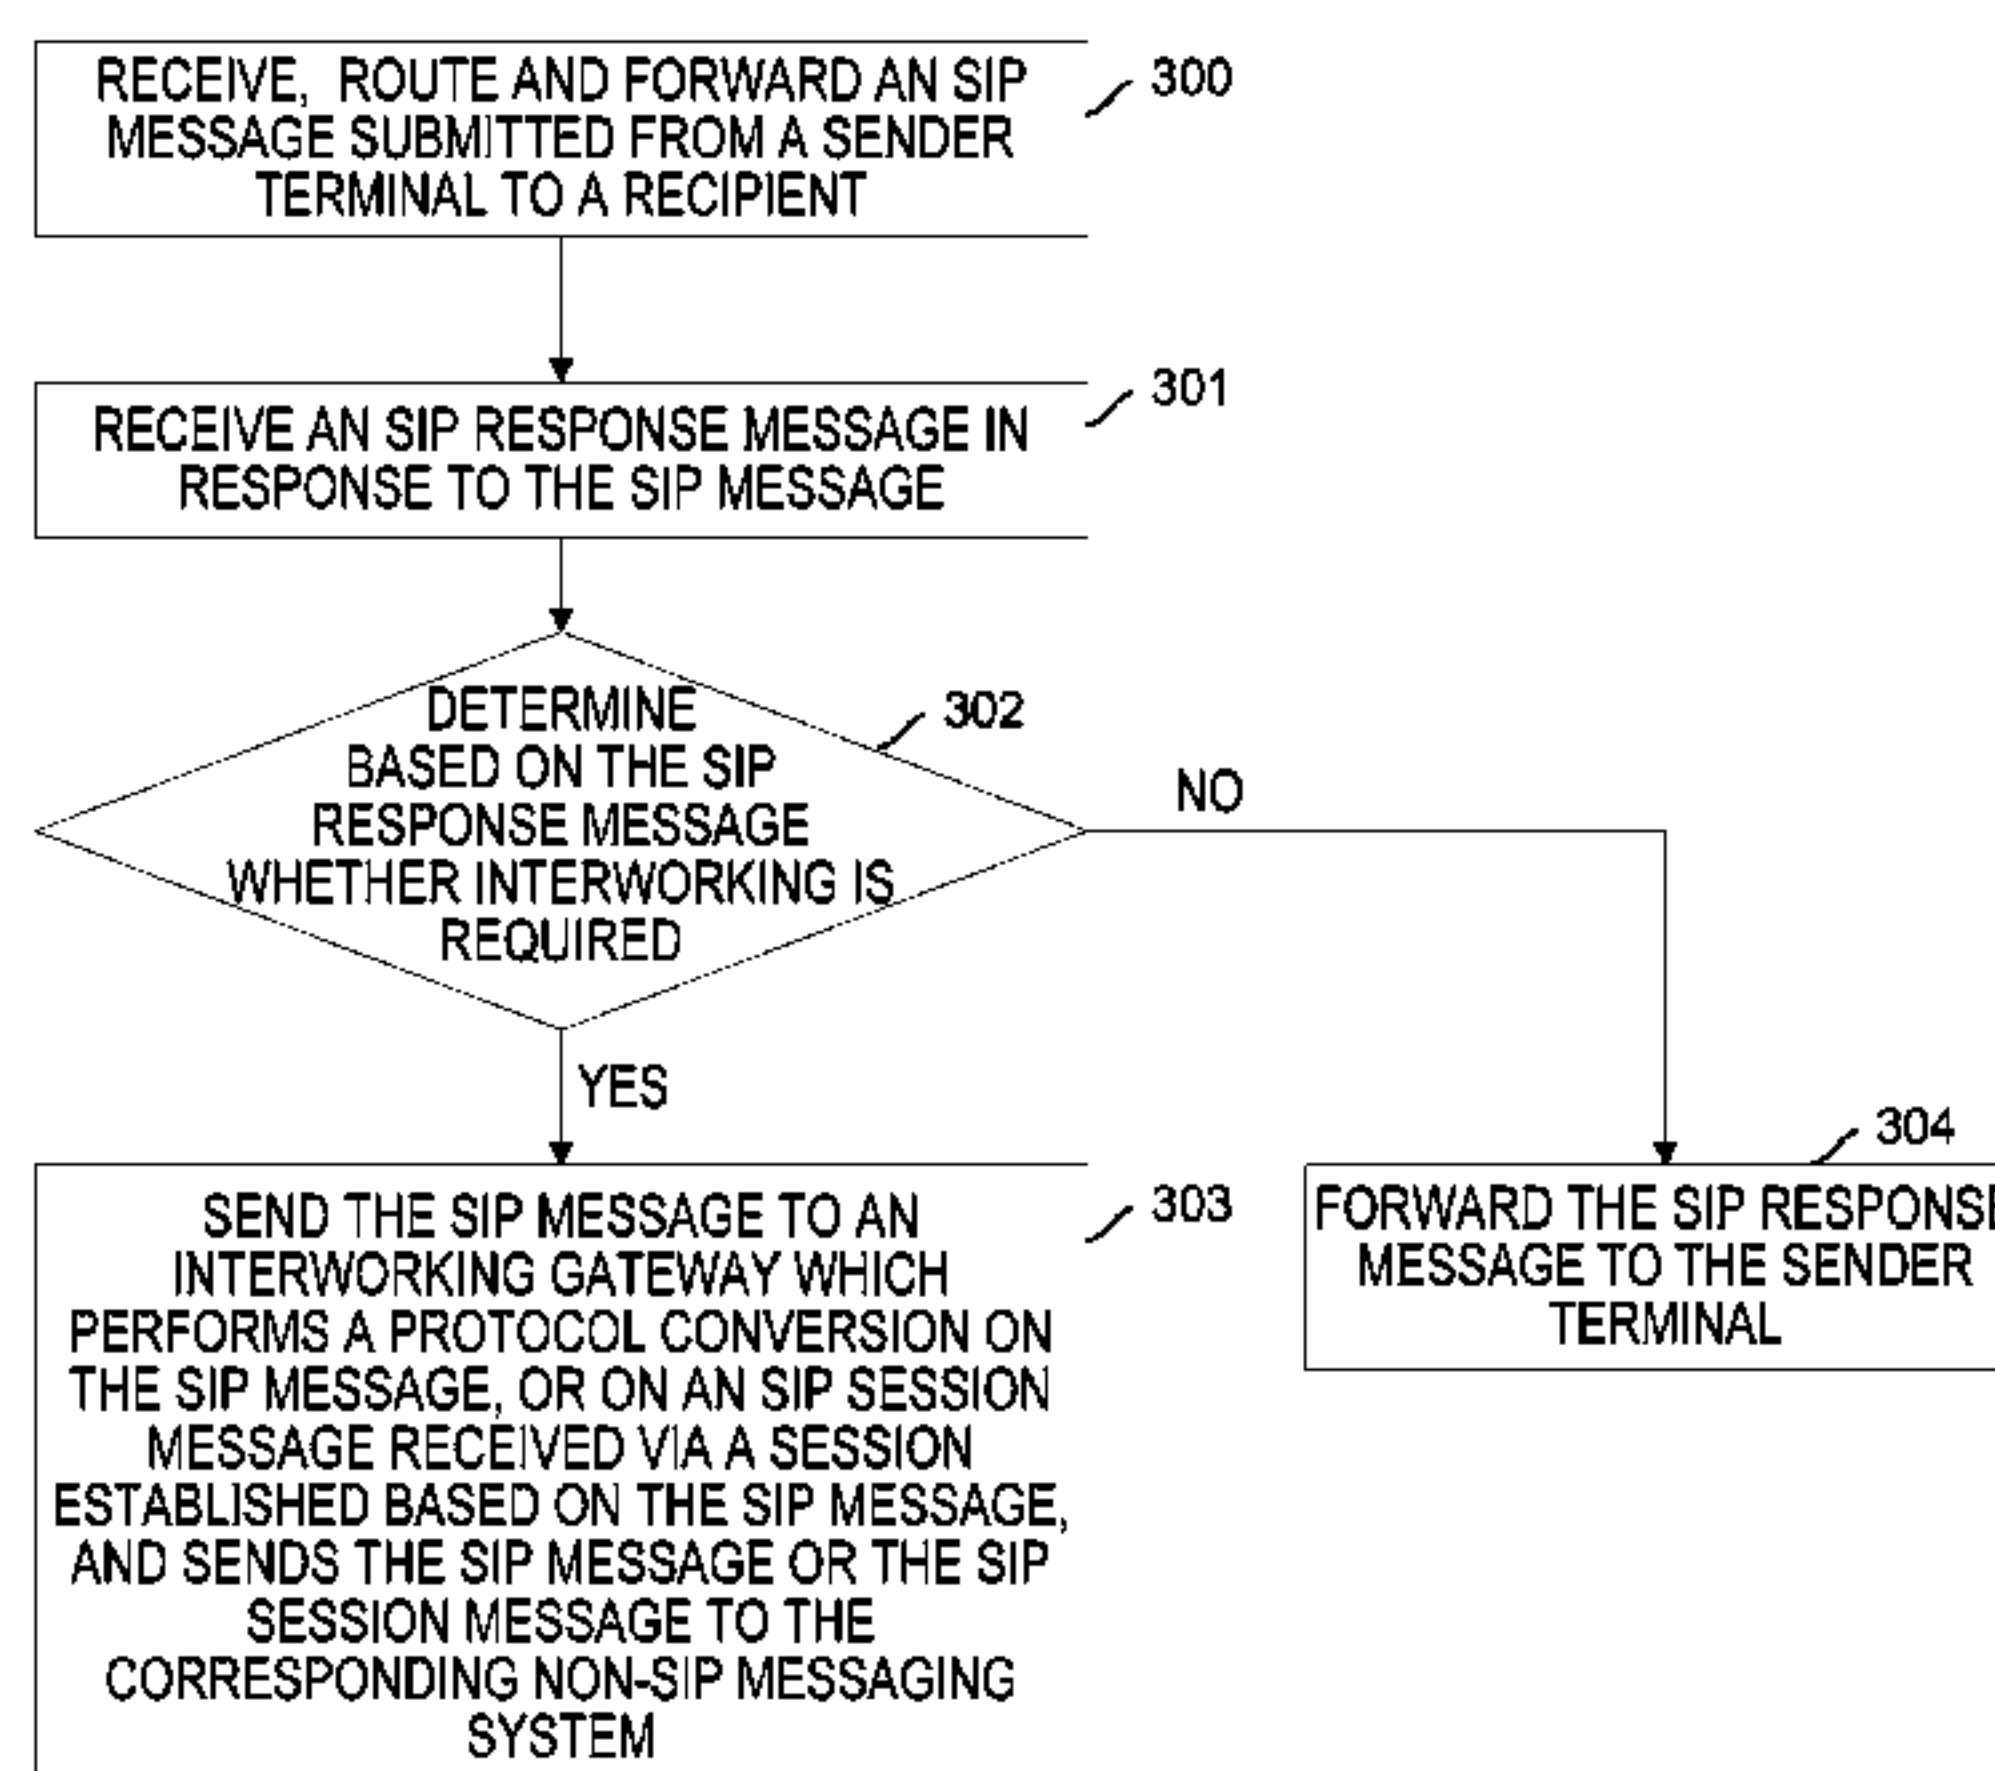 RECEIVE, ROUTE AND FORWARD AN SIP
MESSAGE SUBMITTED FROM A SENDER
TERMINAL TO A RECIPIENT
300
RECEIVE AN SIP RESPONSE MESSAGE IN
RESPONSE TO THE SIP MESSAGE
301
DETERMINE
BASED ON THE SIP
RESPONSE MESSAGE
WHETHER INTERWORKING IS
REQUIRED
302
NO
YES
SEND THE SIP MESSAGE TO AN
INTERWORKING GATEWAY WHICH
PERFORMS A PROTOCOL CONVERSION ON
THE SIP MESSAGE, OR ON AN SIP SESSION
MESSAGE RECEIVED VIA A SESSION
ESTABLISHED BASED ON THE SIP MESSAGE,
AND SENDS THE SIP MESSAGE OR THE SIP
SESSION MESSAGE TO THE
CORRESPONDING NON-SIP MESSAGING
SYSTEM
303
304
FORWARD THE SIP RESPONSE
MESSAGE TO THE SENDER
TERMINAL